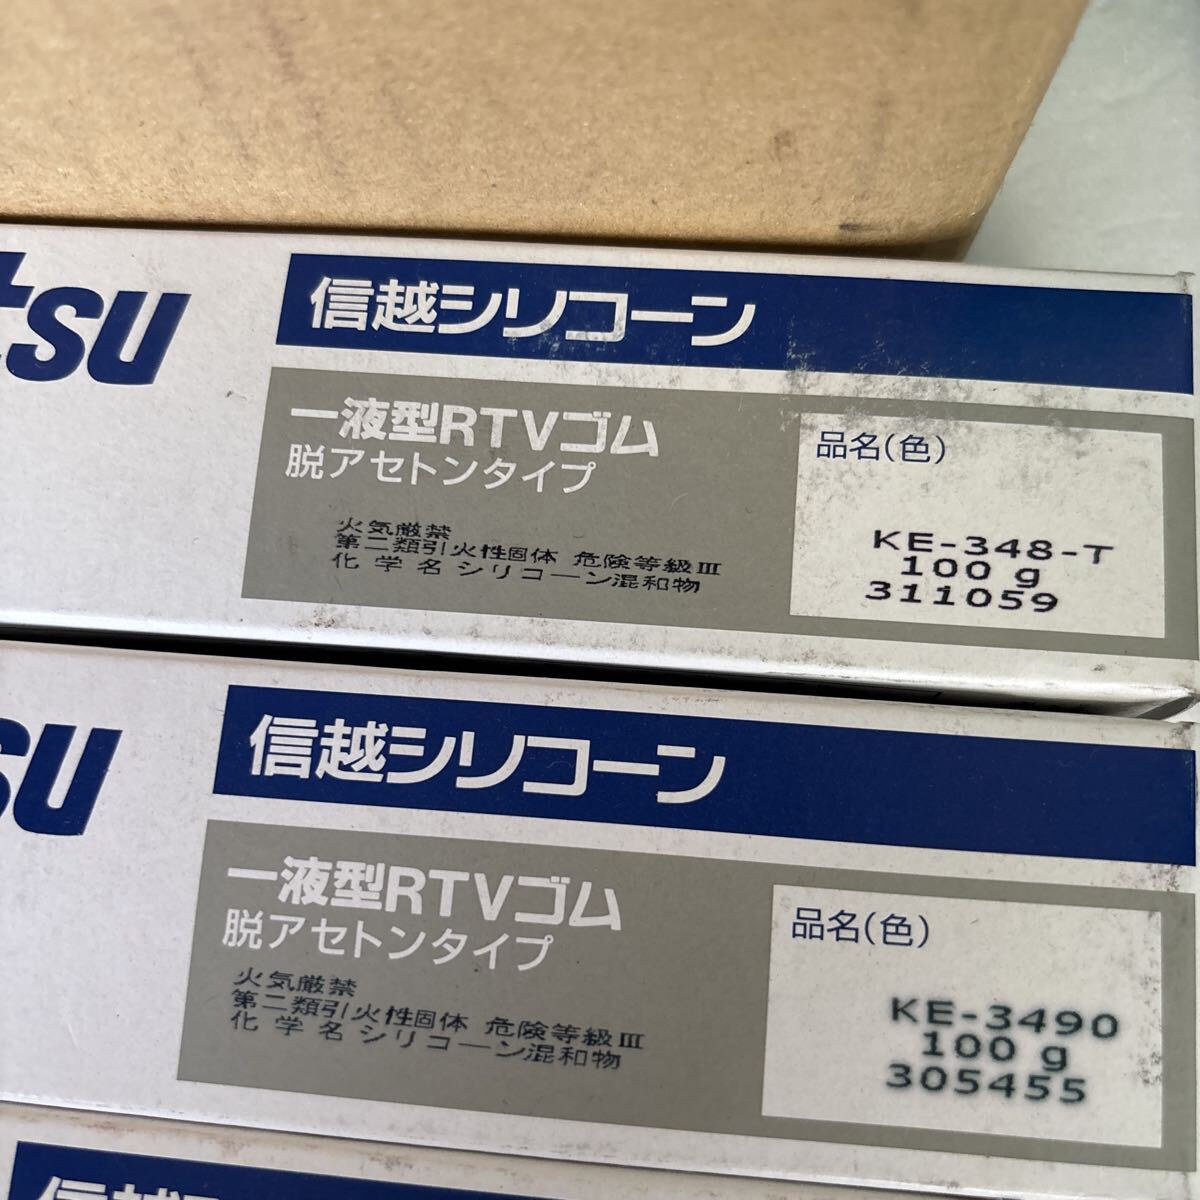 tsu
信越シリコーン
一液型RTVゴム
脱アセトンタイプ
火気厳禁
第二類引火性固体 危険等級III
化学名シリコーン混和物
品名(色)
KE-348-T
100 g
311059
su
信越シリコーン
一液型RTVゴム
脱アセトンタイプ
火気厳禁
第二類引火性固体 危険等級III
化学名シリコーン混和物
品名(色)
KE-3490
100 g
305455
信越